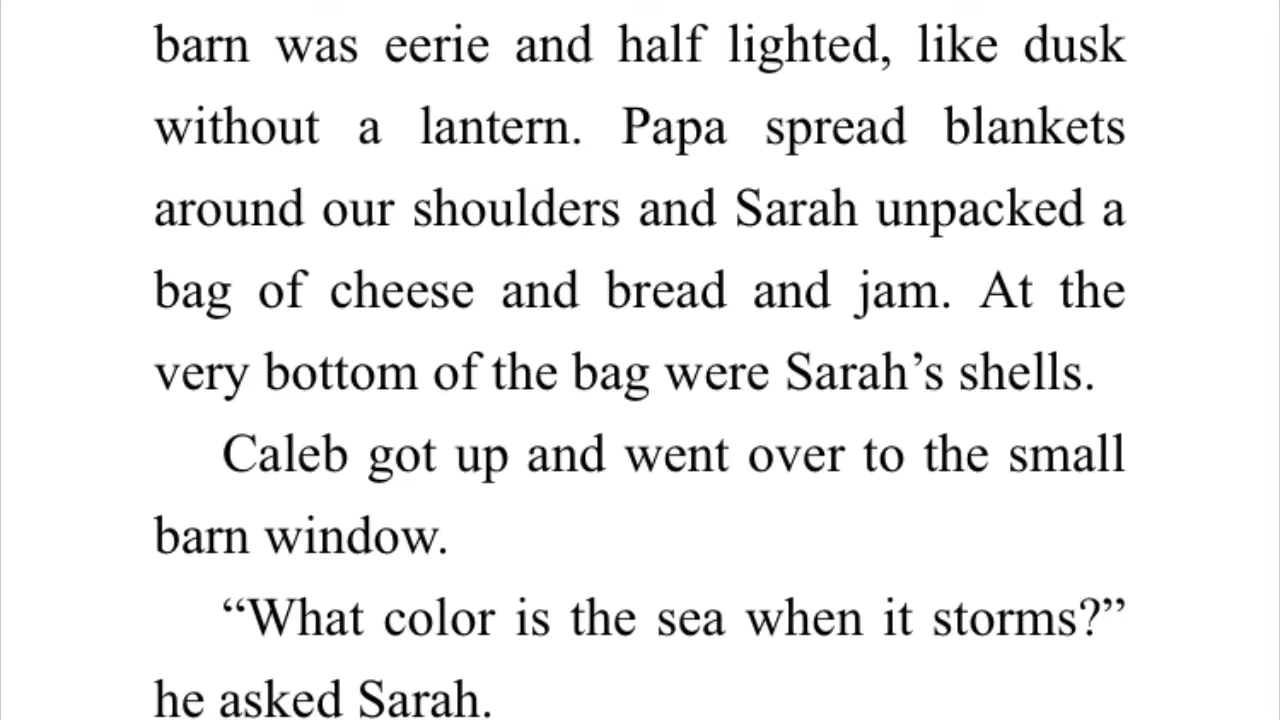 barn was eerie and half lighted, like dusk
without a lantern. Papa spread blankets
around our shoulders and Sarah unpacked a
bag of cheese and bread and jam. At the
very bottom of the bag were Sarah’s shells.
Caleb got up and went over to the small
barn window.
“What color is the sea when it storms?”
he asked Sarah.